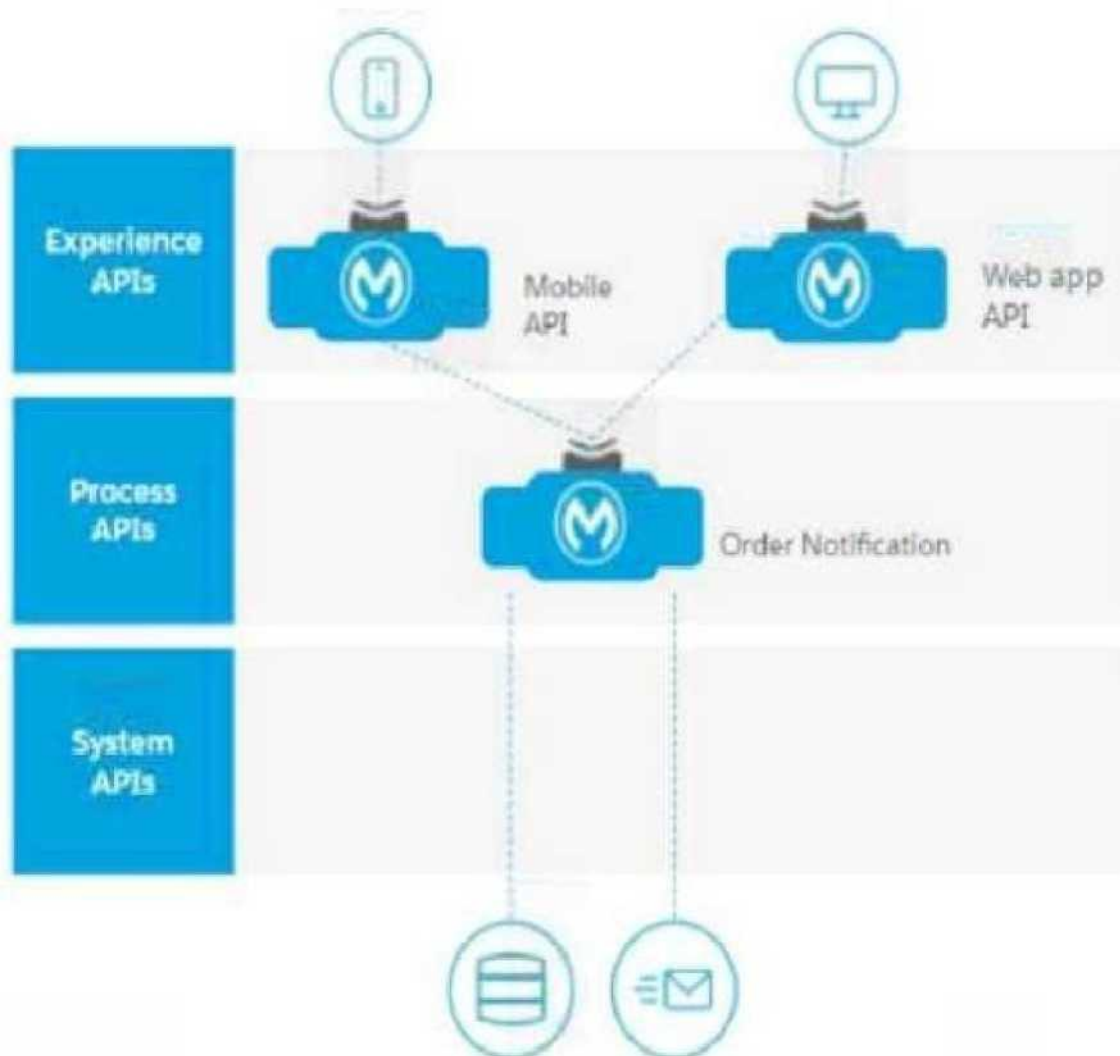 Experience
APIs
Mobile
API
Web app
API
Process
APIs
Order Notification
System
APIs